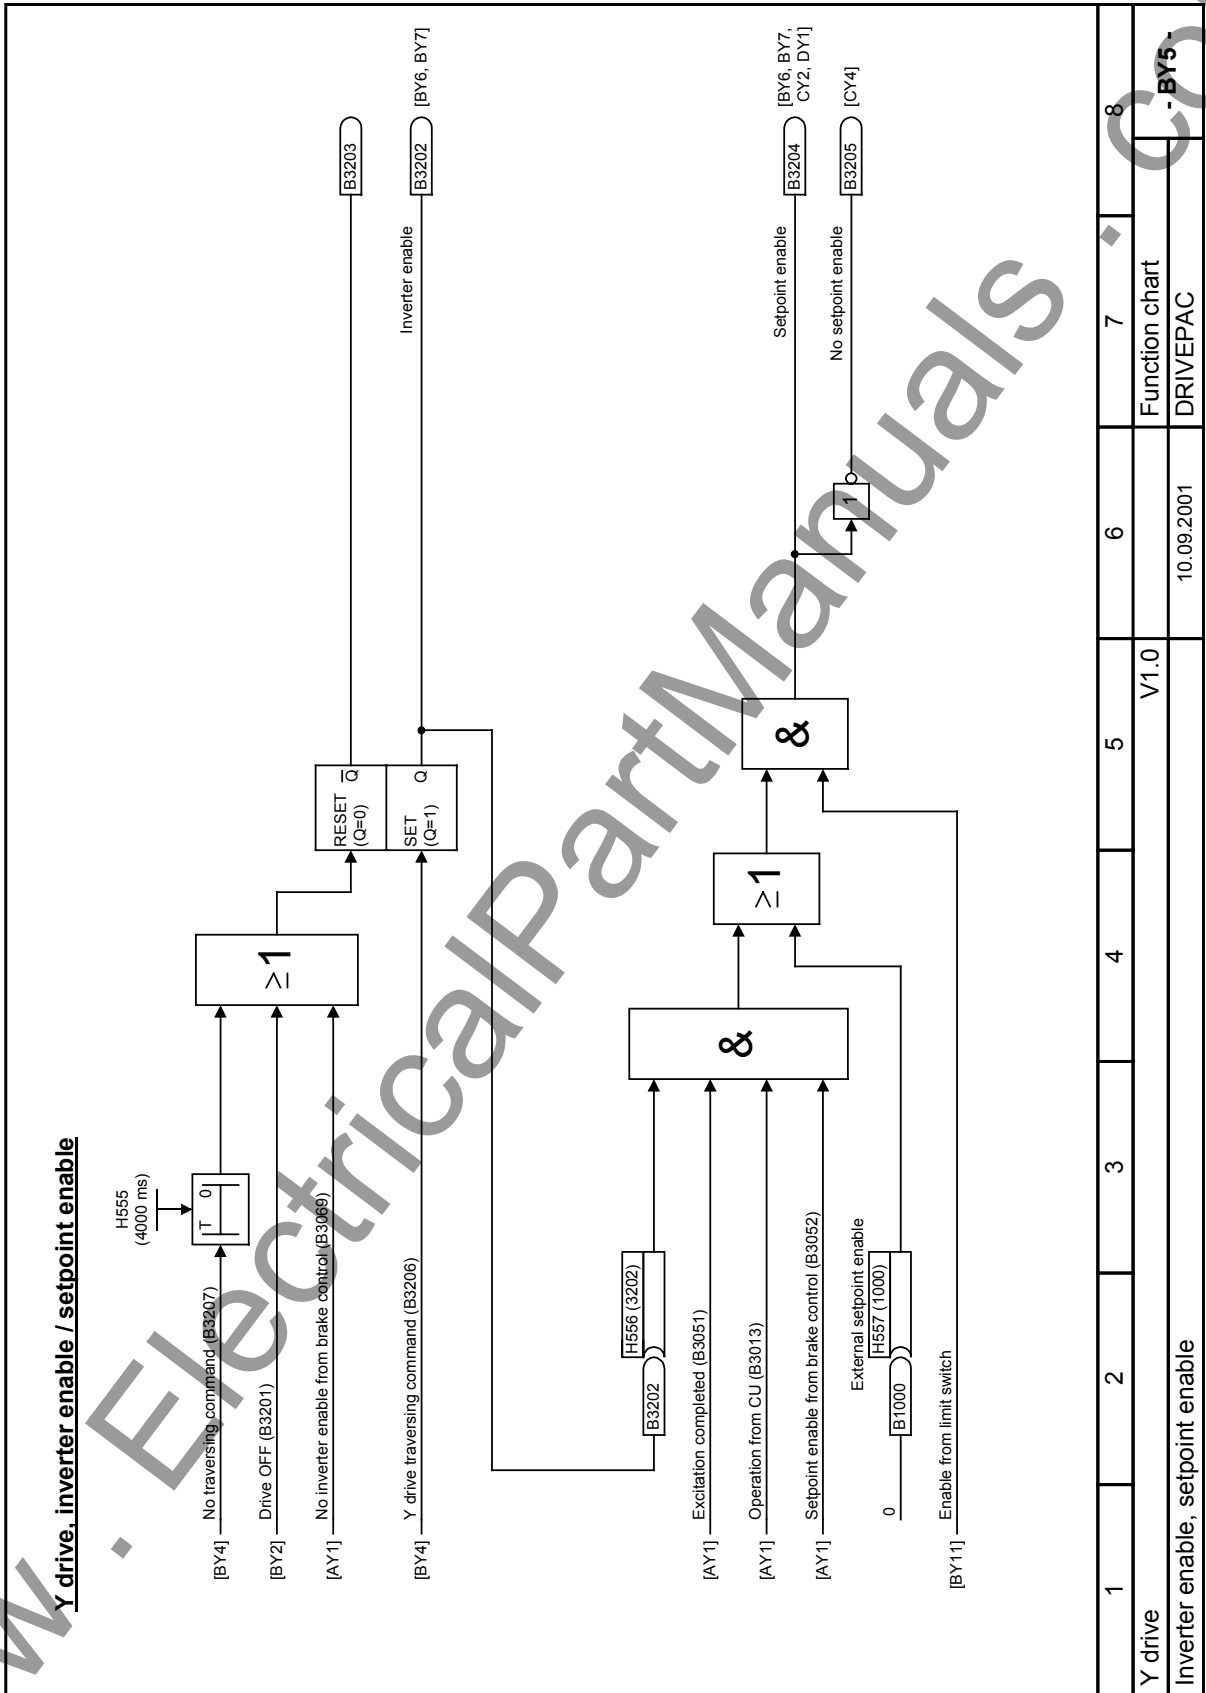 Y drive, inverter enable / setpoint enable
H555
(4000 ms)
T 0
[BY4] No traversing command (B3207)
[BY2] Drive OFF (B3201)
[AY1] No inverter enable from brake control (B3069)
≥1
RESET Q
(Q=0)
B3203
[BY4] Y drive traversing command (B3206)
SET Q
(Q=1)
Inverter enable
B3202 [BY6, BY7]
B3202
H556 (3202)
[AY1] Excitation completed (B3051)
[AY1] Operation from CU (B3013)
[AY1] Setpoint enable from brake control (B3052)
&
≥1
&
Setpoint enable
B3204 [BY6, BY7,
CY2, DY1]
1
No setpoint enable
B3205 [CY4]
External setpoint enable
0
B1000
H557 (1000)
[BY11] Enable from limit switch
1 2 3 4 5 6 7 8
Y drive V1.0 Function chart - BY5 -
Inverter enable, setpoint enable 10.09.2001 DRIVEPAC
w . ElectricalPartManuals . co